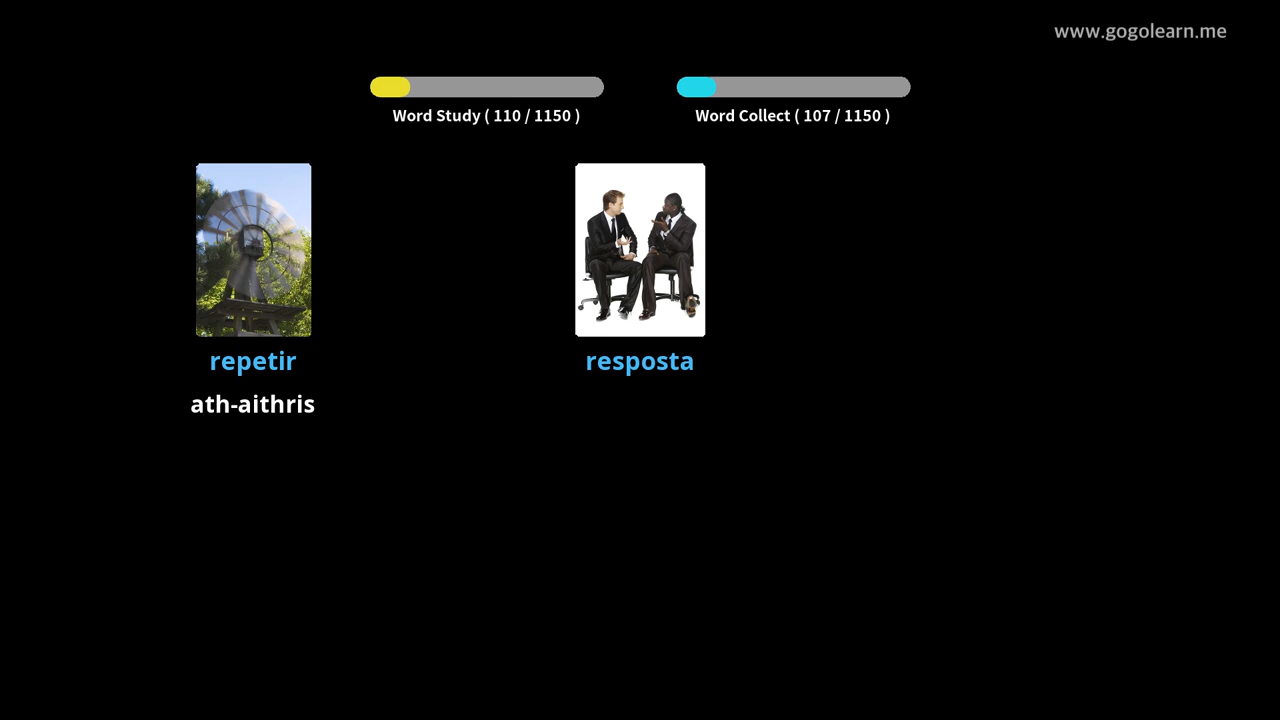 www.gogolearn.me
Word Study ( 110 / 1150 )
Word Collect ( 107 / 1150 )
repetir
ath-aithris
resposta